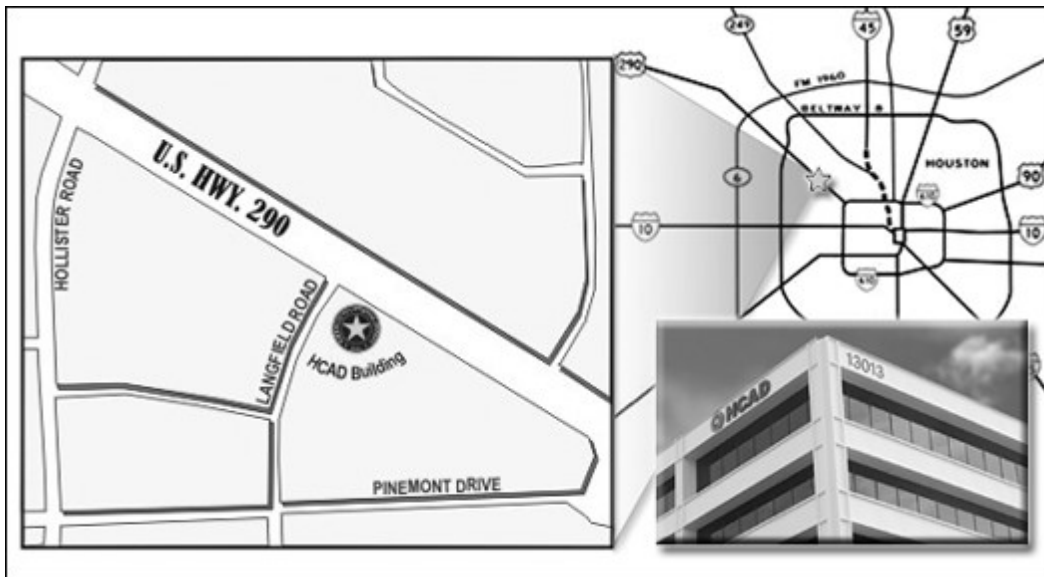 U.S. HWY. 290
HOLLISTER ROAD
LANGFIELD ROAD
HCAD Building
PINEMONT DRIVE
249
45
59
290
FM 1960
BELTWAY 8
HOUSTON
6
90
610
10
10
610
HCAD
13013